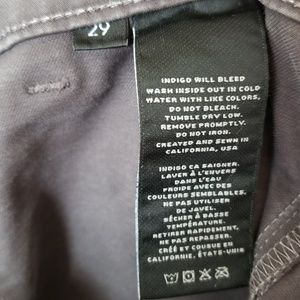 29
INDIGO WILL BLEED
WASH INSIDE OUT IN COLD
WATER WITH LIKE COLORS,
DO NOT BLEACH.
TUMBLE DRY LOW.
REMOVE PROMPTLY.
DO NOT IRON.
CREATED AND SEWN IN
CALIFORNIA, USA
INDIGO CA SAIGNER.
LAVER À L'ENVERS
DANS L'EAU
FROIDE AVEC DES
COULEURS SEMBLABLES.
NE PAS UTILISER
DE JAVEL.
SÉCHER À BASSE
TEMPÉRATURE.
RETIRER RAPIDEMENT,
NE PAS REPASSER.
CRÉÉ ET COUSUE EN
CALIFORNIE, ÉTATS-UNIS